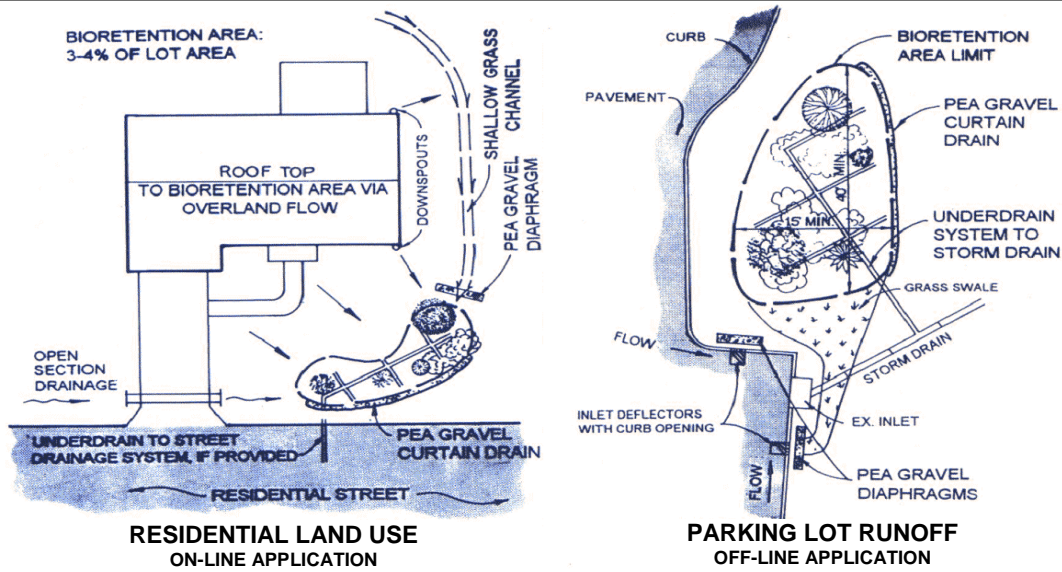 BIORETENTION AREA:
3-4% OF LOT AREA
ROOF TOP
TO BIORETENTION AREA VIA
OVERLAND FLOW
DOWNSPOUTS
SHALLOW GRASS
CHANNEL
PEA GRAVEL
DIAPHRAGM
OPEN
SECTION
DRAINAGE
UNDERDRAIN TO STREET
DRAINAGE SYSTEM, IF PROVIDED
PEA GRAVEL
CURTAIN DRAIN
RESIDENTIAL STREET
RESIDENTIAL LAND USE
ON-LINE APPLICATION
CURB
BIORETENTION
AREA LIMIT
PAVEMENT
PEA GRAVEL
CURTAIN
DRAIN
40' MIN.
15' MIN.
UNDERDRAIN
SYSTEM TO
STORM DRAIN
GRASS SWALE
FLOW
STORM DRAIN
INLET DEFLECTORS
WITH CURB OPENING
EX. INLET
FLOW
PEA GRAVEL
DIAPHRAGMS
PARKING LOT RUNOFF
OFF-LINE APPLICATION